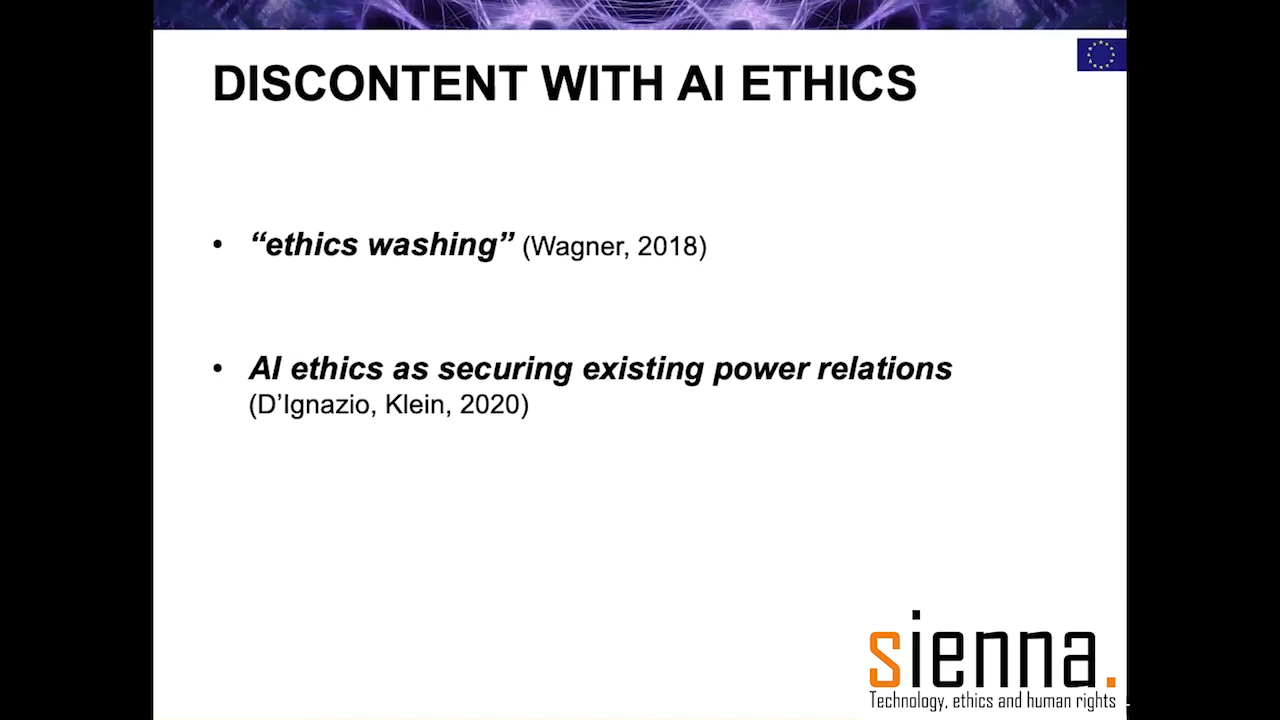 DISCONTENT WITH AI ETHICS
• “ethics washing” (Wagner, 2018)
• AI ethics as securing existing power relations
(D’Ignazio, Klein, 2020)
sienna.
Technology, ethics and human rights